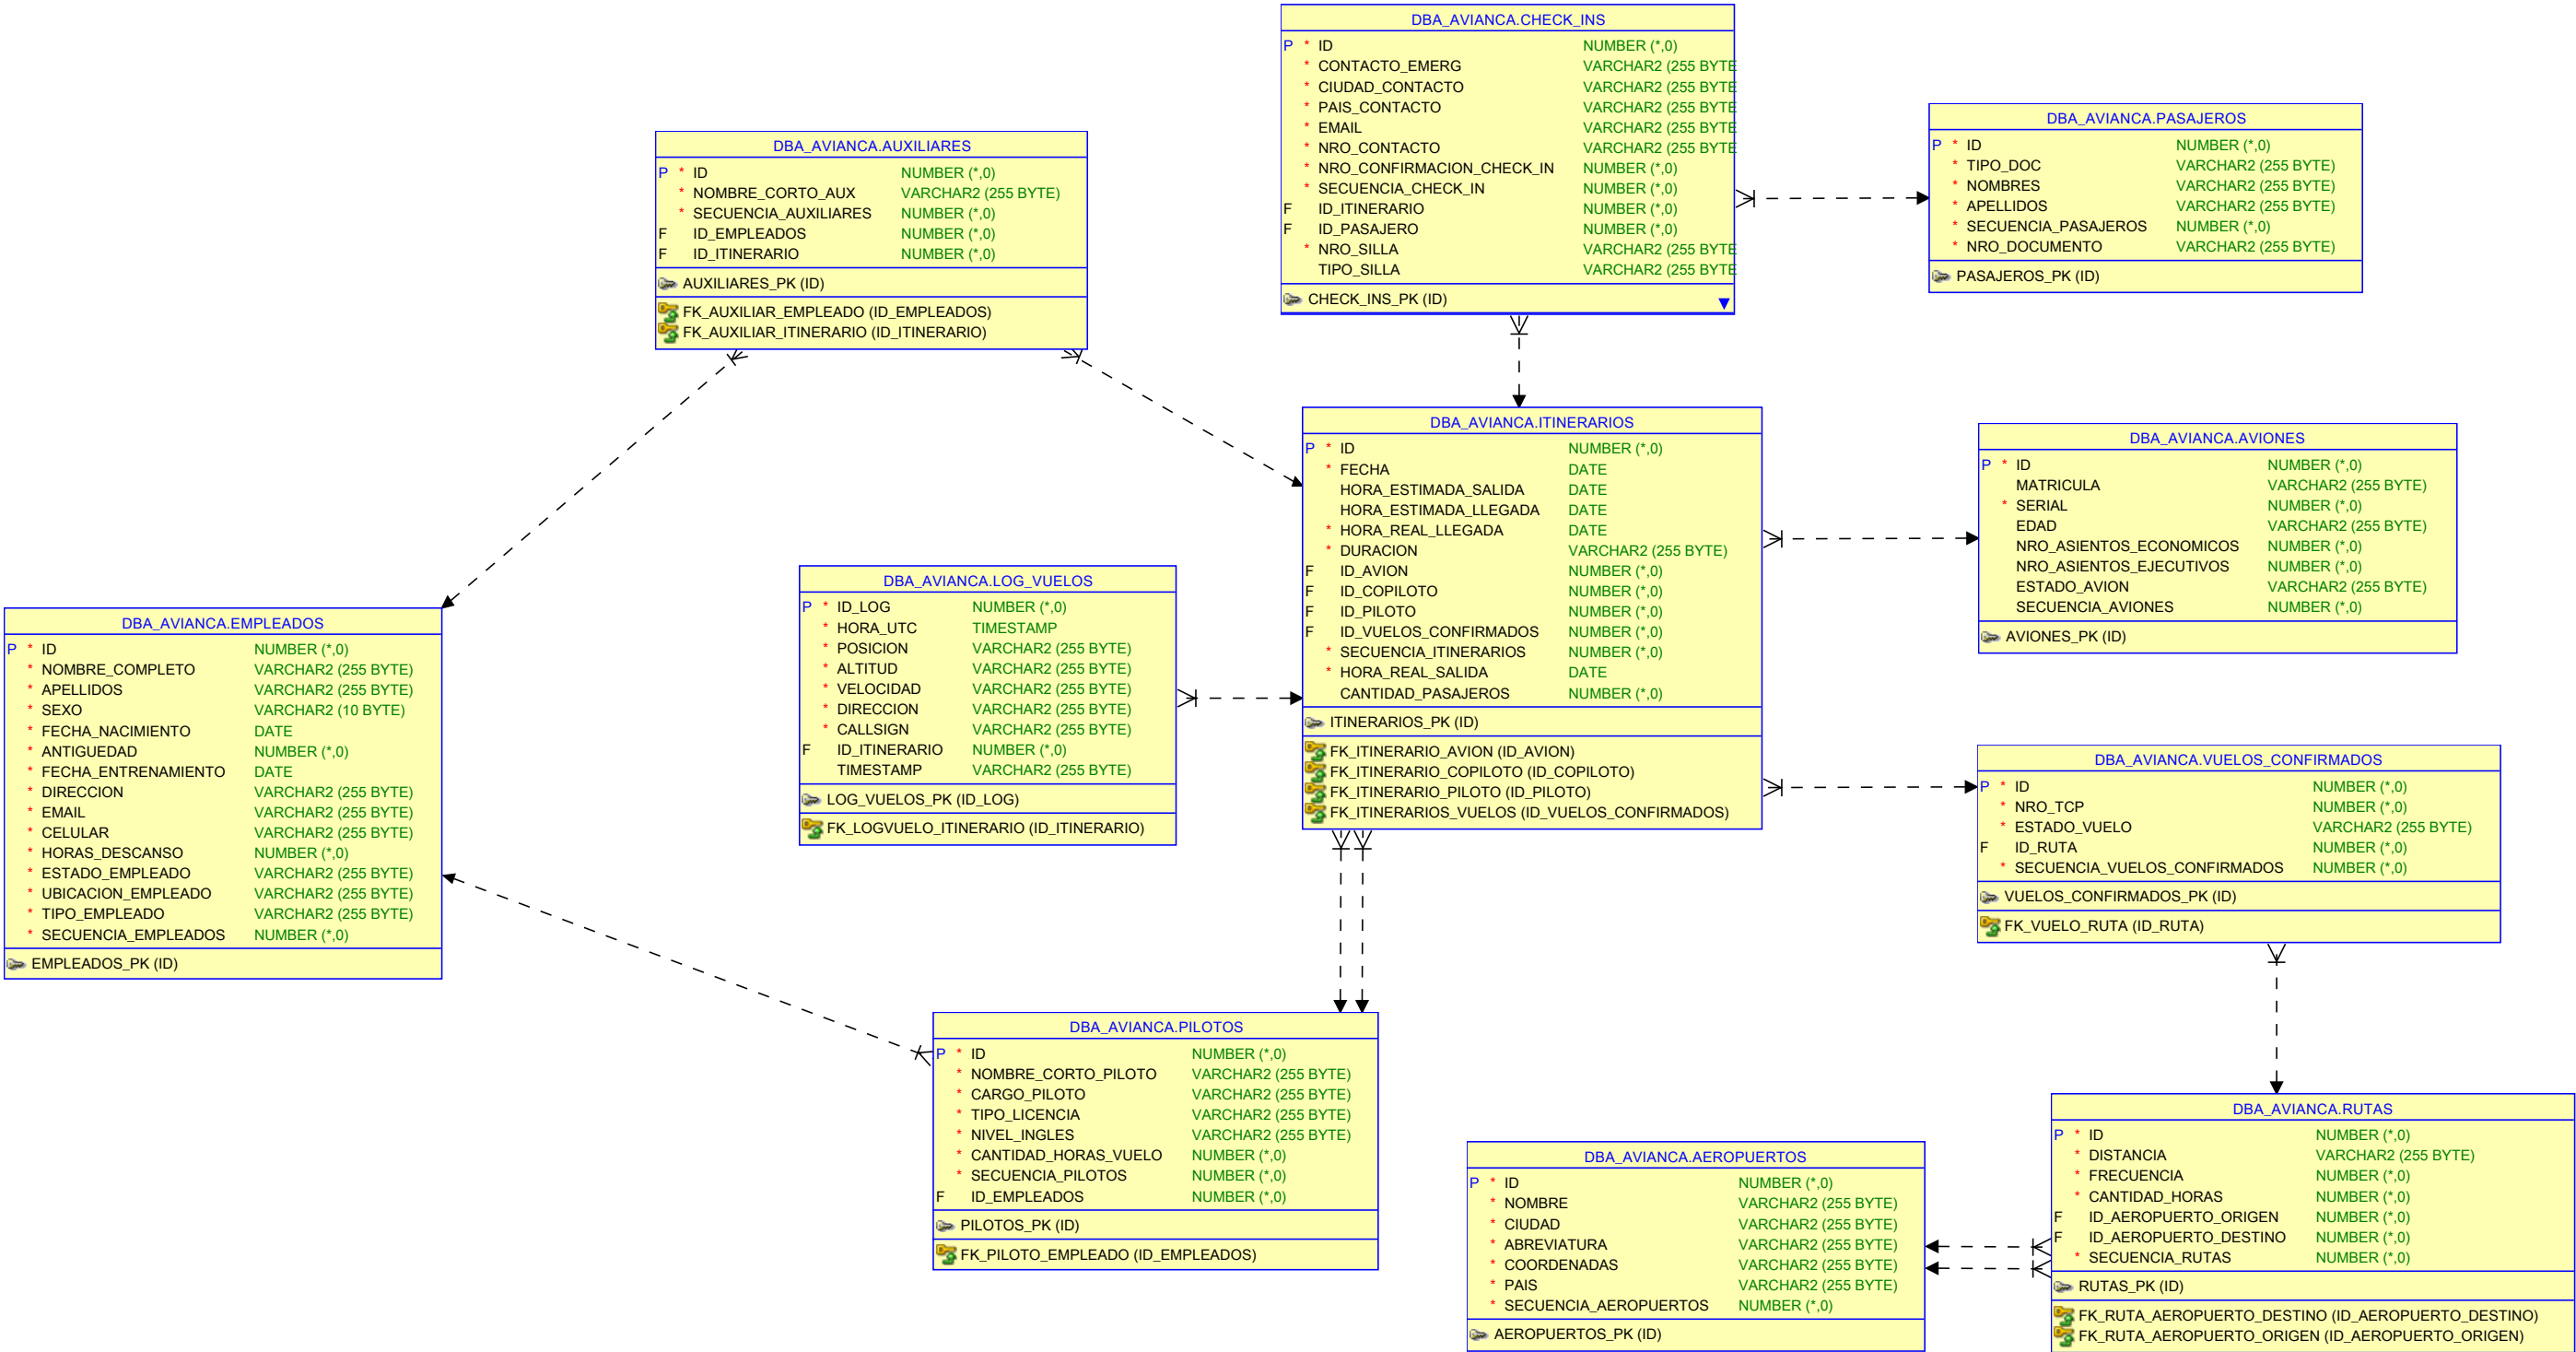 DBA_AVIANCA.CHECK_INS
P * ID NUMBER (*,0)
* CONTACTO_EMERG VARCHAR2 (255 BYTE
* CIUDAD_CONTACTO VARCHAR2 (255 BYTE
* PAIS_CONTACTO VARCHAR2 (255 BYTE
* EMAIL VARCHAR2 (255 BYTE
* NRO_CONTACTO VARCHAR2 (255 BYTE
* NRO_CONFIRMACION_CHECK_IN NUMBER (*,0)
* SECUENCIA_CHECK_IN NUMBER (*,0)
F ID_ITINERARIO NUMBER (*,0)
F ID_PASAJERO NUMBER (*,0)
* NRO_SILLA VARCHAR2 (255 BYTE
TIPO_SILLA VARCHAR2 (255 BYTE
CHECK_INS_PK (ID)
DBA_AVIANCA.PASAJEROS
P * ID NUMBER (*,0)
* TIPO_DOC VARCHAR2 (255 BYTE)
* NOMBRES VARCHAR2 (255 BYTE)
* APELLIDOS VARCHAR2 (255 BYTE)
* SECUENCIA_PASAJEROS NUMBER (*,0)
* NRO_DOCUMENTO VARCHAR2 (255 BYTE)
PASAJEROS_PK (ID)
DBA_AVIANCA.AUXILIARES
P * ID NUMBER (*,0)
* NOMBRE_CORTO_AUX VARCHAR2 (255 BYTE)
* SECUENCIA_AUXILIARES NUMBER (*,0)
F ID_EMPLEADOS NUMBER (*,0)
F ID_ITINERARIO NUMBER (*,0)
AUXILIARES_PK (ID)
FK_AUXILIAR_EMPLEADO (ID_EMPLEADOS)
FK_AUXILIAR_ITINERARIO (ID_ITINERARIO)
DBA_AVIANCA.ITINERARIOS
P * ID NUMBER (*,0)
* FECHA DATE
HORA_ESTIMADA_SALIDA DATE
HORA_ESTIMADA_LLEGADA DATE
* HORA_REAL_LLEGADA DATE
* DURACION VARCHAR2 (255 BYTE)
F ID_AVION NUMBER (*,0)
F ID_COPILOTO NUMBER (*,0)
F ID_PILOTO NUMBER (*,0)
F ID_VUELOS_CONFIRMADOS NUMBER (*,0)
* SECUENCIA_ITINERARIOS NUMBER (*,0)
* HORA_REAL_SALIDA DATE
CANTIDAD_PASAJEROS NUMBER (*,0)
ITINERARIOS_PK (ID)
FK_ITINERARIO_AVION (ID_AVION)
FK_ITINERARIO_COPILOTO (ID_COPILOTO)
FK_ITINERARIO_PILOTO (ID_PILOTO)
FK_ITINERARIOS_VUELOS (ID_VUELOS_CONFIRMADOS)
DBA_AVIANCA.AVIONES
P * ID NUMBER (*,0)
MATRICULA VARCHAR2 (255 BYTE)
* SERIAL NUMBER (*,0)
EDAD VARCHAR2 (255 BYTE)
NRO_ASIENTOS_ECONOMICOS NUMBER (*,0)
NRO_ASIENTOS_EJECUTIVOS NUMBER (*,0)
ESTADO_AVION VARCHAR2 (255 BYTE)
SECUENCIA_AVIONES NUMBER (*,0)
AVIONES_PK (ID)
DBA_AVIANCA.LOG_VUELOS
P * ID_LOG NUMBER (*,0)
* HORA_UTC TIMESTAMP
* POSICION VARCHAR2 (255 BYTE)
* ALTITUD VARCHAR2 (255 BYTE)
* VELOCIDAD VARCHAR2 (255 BYTE)
* DIRECCION VARCHAR2 (255 BYTE)
* CALLSIGN VARCHAR2 (255 BYTE)
F ID_ITINERARIO NUMBER (*,0)
TIMESTAMP VARCHAR2 (255 BYTE)
LOG_VUELOS_PK (ID_LOG)
FK_LOGVUELO_ITINERARIO (ID_ITINERARIO)
DBA_AVIANCA.EMPLEADOS
P * ID NUMBER (*,0)
* NOMBRE_COMPLETO VARCHAR2 (255 BYTE)
* APELLIDOS VARCHAR2 (255 BYTE)
* SEXO VARCHAR2 (10 BYTE)
* FECHA_NACIMIENTO DATE
* ANTIGUEDAD NUMBER (*,0)
* FECHA_ENTRENAMIENTO DATE
* DIRECCION VARCHAR2 (255 BYTE)
* EMAIL VARCHAR2 (255 BYTE)
* CELULAR VARCHAR2 (255 BYTE)
* HORAS_DESCANSO NUMBER (*,0)
* ESTADO_EMPLEADO VARCHAR2 (255 BYTE)
* UBICACION_EMPLEADO VARCHAR2 (255 BYTE)
* TIPO_EMPLEADO VARCHAR2 (255 BYTE)
* SECUENCIA_EMPLEADOS NUMBER (*,0)
EMPLEADOS_PK (ID)
DBA_AVIANCA.VUELOS_CONFIRMADOS
P * ID NUMBER (*,0)
* NRO_TCP NUMBER (*,0)
* ESTADO_VUELO VARCHAR2 (255 BYTE)
F ID_RUTA NUMBER (*,0)
* SECUENCIA_VUELOS_CONFIRMADOS NUMBER (*,0)
VUELOS_CONFIRMADOS_PK (ID)
FK_VUELO_RUTA (ID_RUTA)
DBA_AVIANCA.PILOTOS
P * ID NUMBER (*,0)
* NOMBRE_CORTO_PILOTO VARCHAR2 (255 BYTE)
* CARGO_PILOTO VARCHAR2 (255 BYTE)
* TIPO_LICENCIA VARCHAR2 (255 BYTE)
* NIVEL_INGLES VARCHAR2 (255 BYTE)
* CANTIDAD_HORAS_VUELO NUMBER (*,0)
* SECUENCIA_PILOTOS NUMBER (*,0)
F ID_EMPLEADOS NUMBER (*,0)
PILOTOS_PK (ID)
FK_PILOTO_EMPLEADO (ID_EMPLEADOS)
DBA_AVIANCA.AEROPUERTOS
P * ID NUMBER (*,0)
* NOMBRE VARCHAR2 (255 BYTE)
* CIUDAD VARCHAR2 (255 BYTE)
* ABREVIATURA VARCHAR2 (255 BYTE)
* COORDENADAS VARCHAR2 (255 BYTE)
* PAIS VARCHAR2 (255 BYTE)
* SECUENCIA_AEROPUERTOS NUMBER (*,0)
AEROPUERTOS_PK (ID)
DBA_AVIANCA.RUTAS
P * ID NUMBER (*,0)
* DISTANCIA VARCHAR2 (255 BYTE)
* FRECUENCIA NUMBER (*,0)
* CANTIDAD_HORAS NUMBER (*,0)
F ID_AEROPUERTO_ORIGEN NUMBER (*,0)
F ID_AEROPUERTO_DESTINO NUMBER (*,0)
* SECUENCIA_RUTAS NUMBER (*,0)
RUTAS_PK (ID)
FK_RUTA_AEROPUERTO_DESTINO (ID_AEROPUERTO_DESTINO)
FK_RUTA_AEROPUERTO_ORIGEN (ID_AEROPUERTO_ORIGEN)